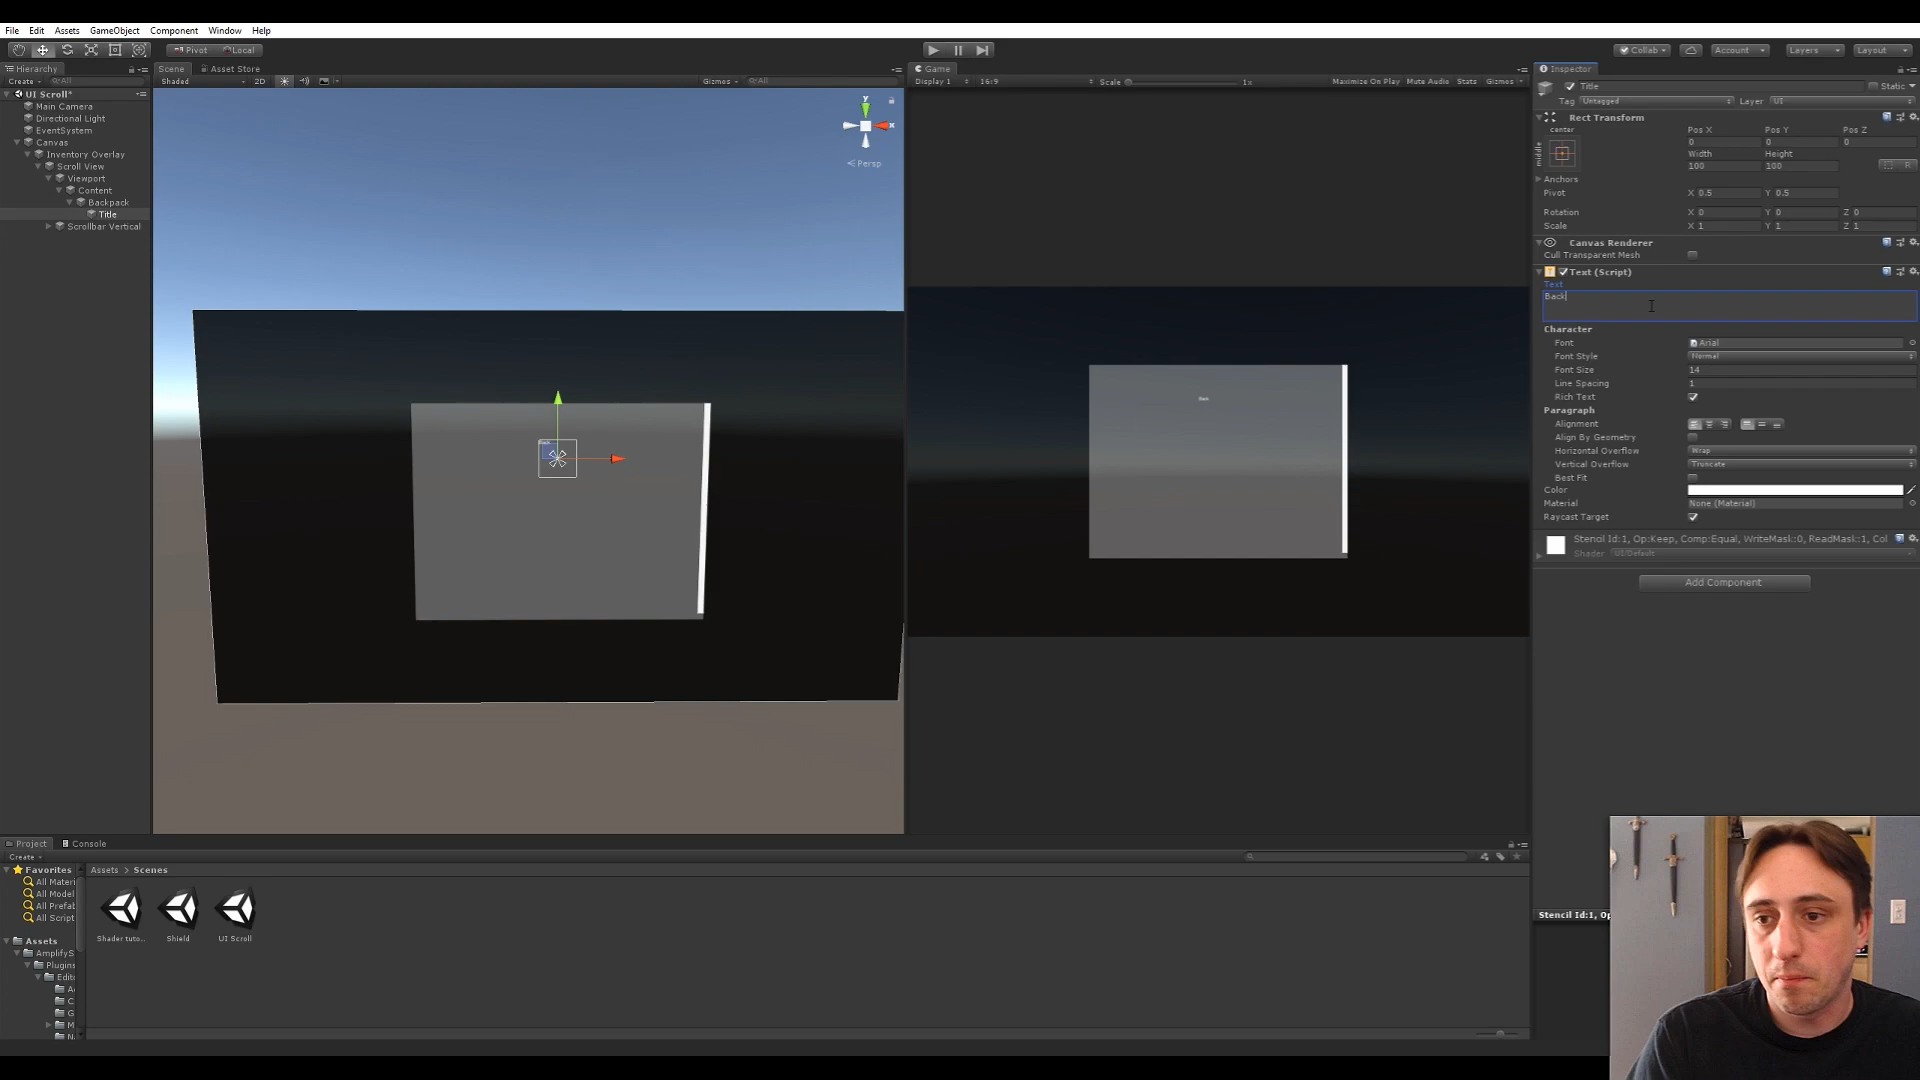 File Edit Assets GameObject Component Window Help
Pivot Local
Collab Account Layers Layout
Hierarchy
Create All
UI Scroll*
Main Camera
Directional Light
EventSystem
Canvas
Inventory Overlay
Scroll View
Viewport
Content
Backpack
Title
Scrollbar Vertical
Scene Asset Store
Shaded 2D Gizmos All
y
x
Persp
Back
Game
Display 1 16:9 Scale 1x Maximize On Play Mute Audio Stats Gizmos
Back
Inspector
Title Static
Tag Untagged Layer UI
Rect Transform
center
middle
Pos X Pos Y Pos Z
0 0 0
Width Height
100 100
R
Anchors
Pivot X 0.5 Y 0.5
Rotation X 0 Y 0 Z 0
Scale X 1 Y 1 Z 1
Canvas Renderer
Cull Transparent Mesh
Text (Script)
Text
Back
Character
Font Arial
Font Style Normal
Font Size 14
Line Spacing 1
Rich Text
Paragraph
Alignment
Align By Geometry
Horizontal Overflow Wrap
Vertical Overflow Truncate
Best Fit
Color
Material None (Material)
Raycast Target
Stencil Id:1, Op:Keep, Comp:Equal, WriteMask:0, ReadMask:1, Col
Shader UI/Default
Add Component
Project Console
Create
Favorites
All Materi
All Model
All Prefab
All Script
Assets
AmplifyS
Plugins
Edit
A
C
G
M
N
Assets > Scenes
Shader tuto...
Shield
UI Scroll
Stencil Id:1, Op